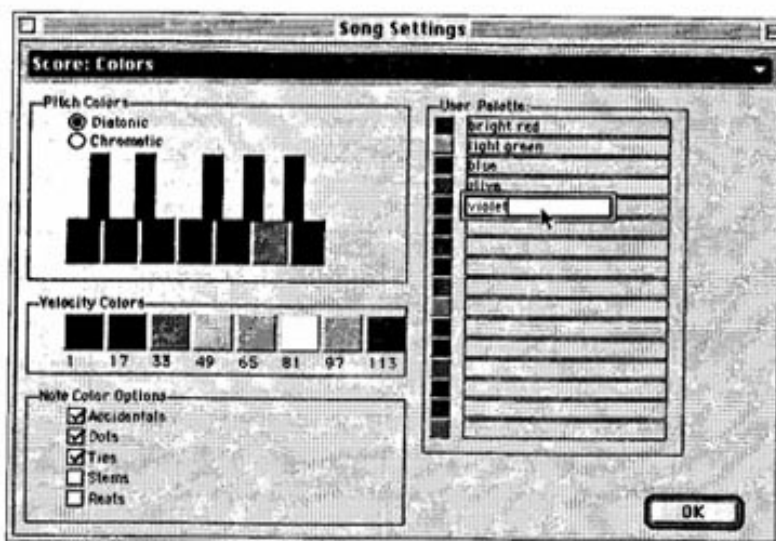 Song Settings
Score: Colors
Pitch Colors
Diatonic
Chromatic
Velocity Colors
1 17 33 49 65 81 97 113
Note Color Options
Accidentals
Dots
Ties
Stems
Rests
User Palette
bright red
light green
blue
olive
violet
OK